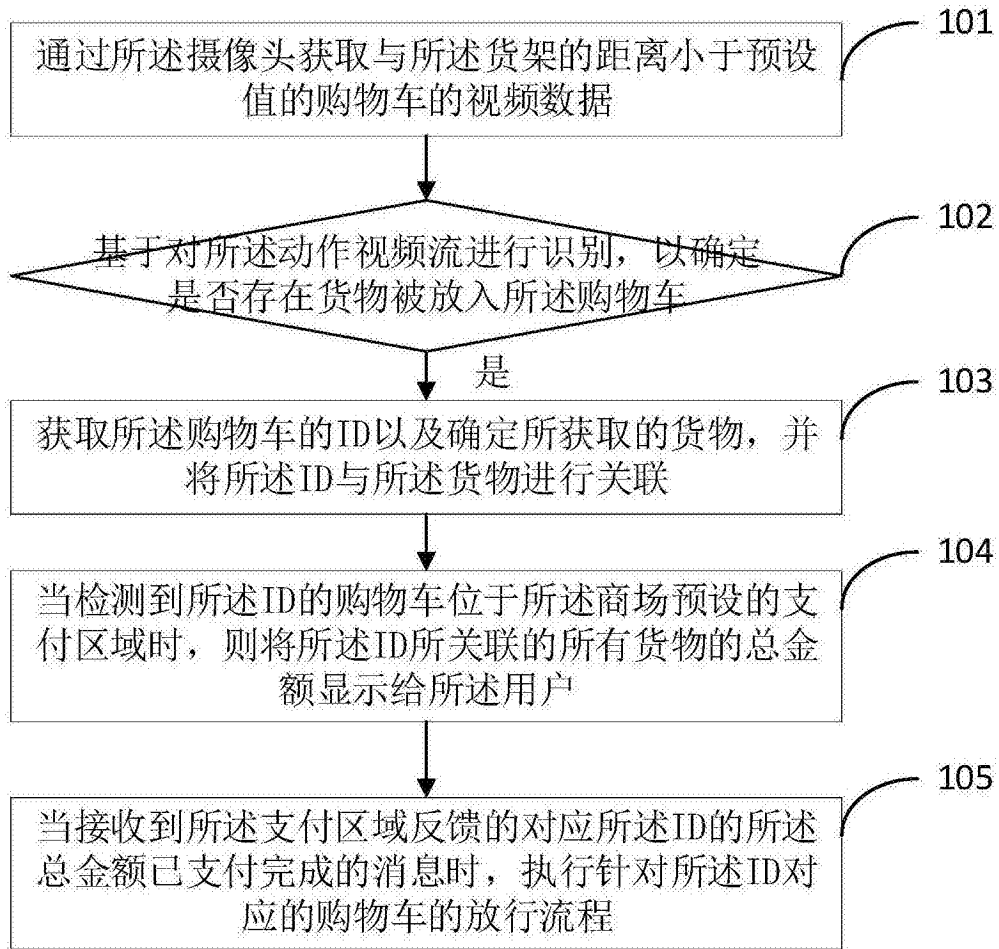 101
通过所述摄像头获取与所述货架的距离小于预设
值的购物车的视频数据
102
基于对所述动作视频流进行识别，以确定
是否存在货物被放入所述购物车
是
103
获取所述购物车的ID以及确定所获取的货物，并
将所述ID与所述货物进行关联
104
当检测到所述ID的购物车位于所述商场预设的支
付区域时，则将所述ID所关联的所有货物的总金
额显示给所述用户
105
当接收到所述支付区域反馈的对应所述ID的所述
总金额已支付完成的消息时，执行针对所述ID对
应的购物车的放行流程